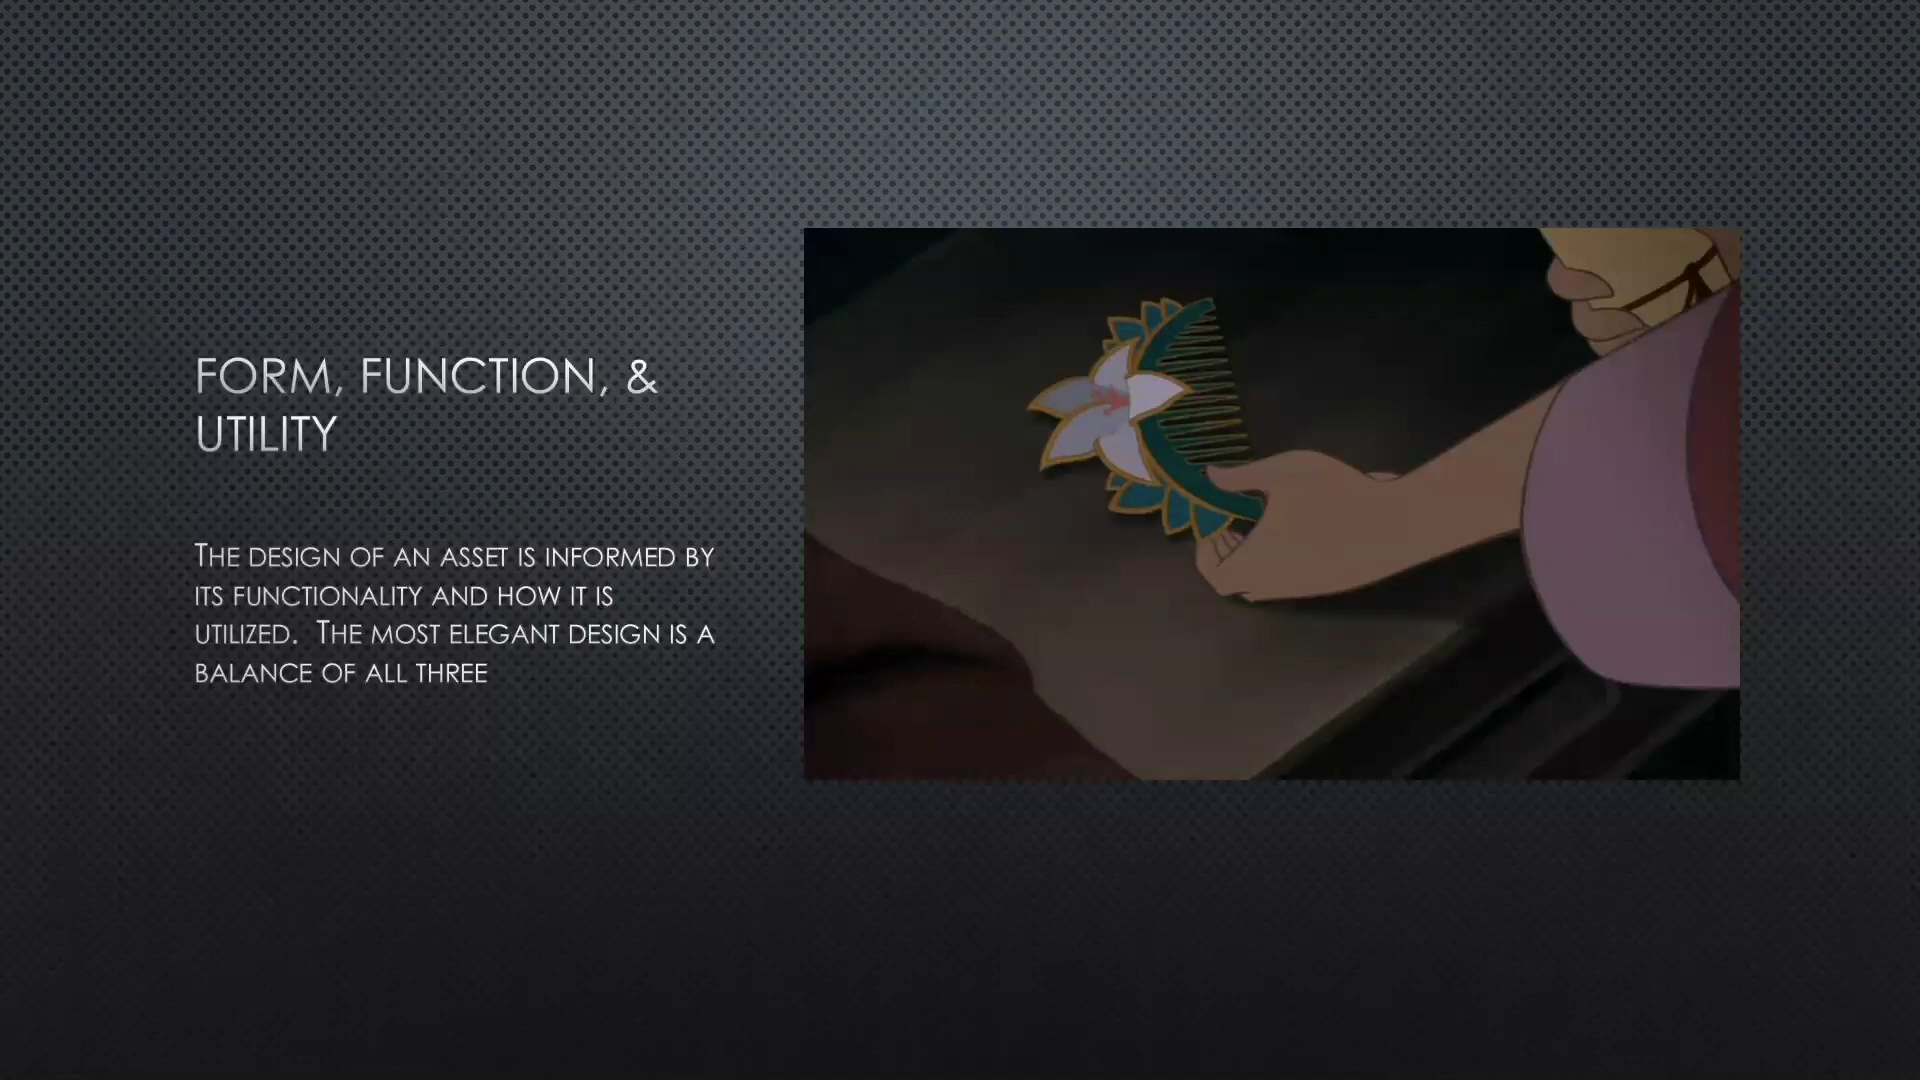 FORM, FUNCTION, &
UTILITY
THE DESIGN OF AN ASSET IS INFORMED BY
ITS FUNCTIONALITY AND HOW IT IS
UTILIZED.  THE MOST ELEGANT DESIGN IS A
BALANCE OF ALL THREE